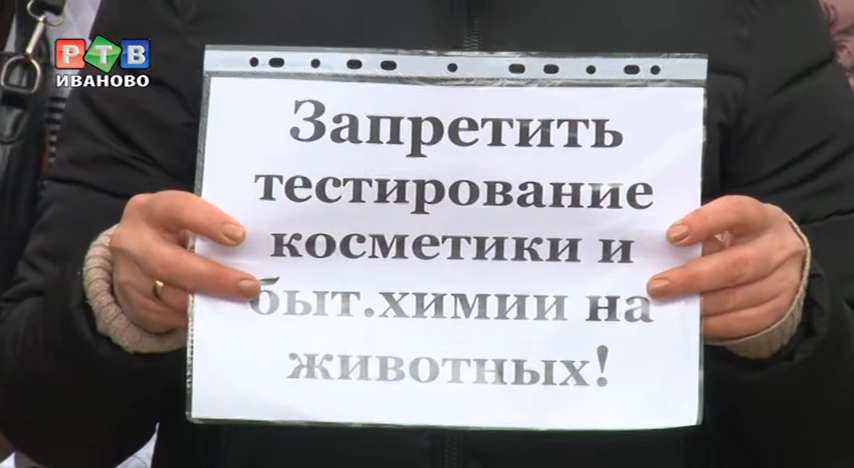 РТВ
ИВАНОВО
Запретить
тестирование
косметики и
быт.химии на
животных!